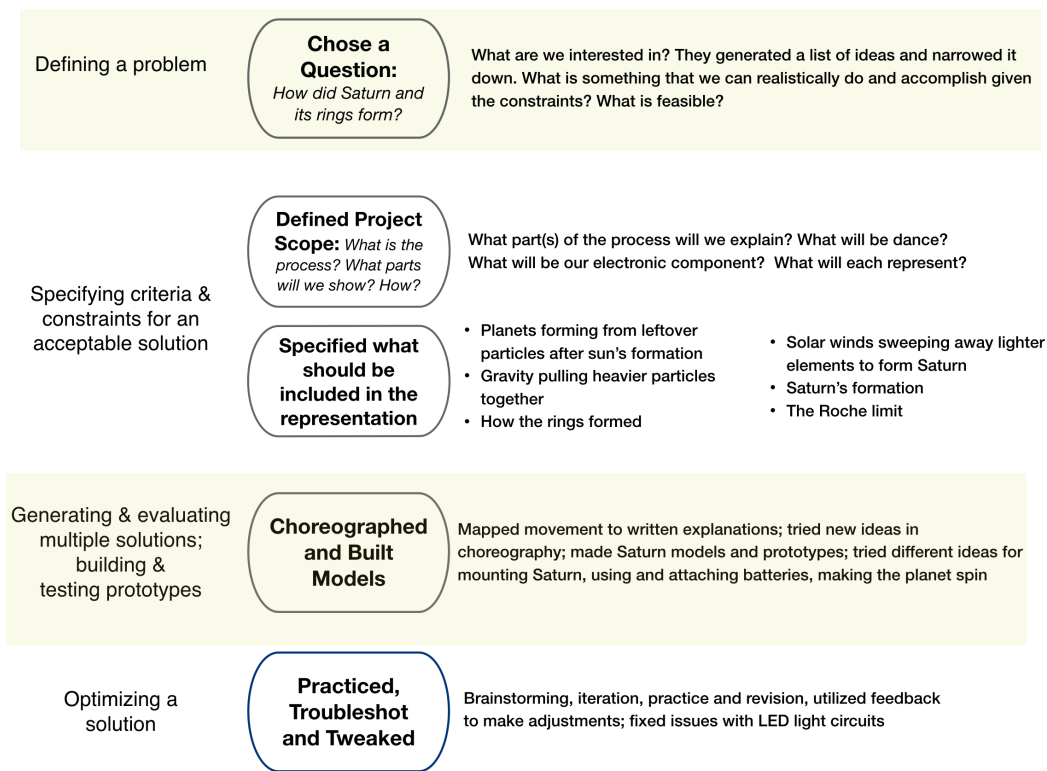 Defining a problem
Chose a
Question:
How did Saturn and
its rings form?
What are we interested in? They generated a list of ideas and narrowed it
down. What is something that we can realistically do and accomplish given
the constraints? What is feasible?
Specifying criteria &
constraints for an
acceptable solution
Defined Project
Scope: What is the
process? What parts
will we show? How?
What part(s) of the process will we explain? What will be dance?
What will be our electronic component?  What will each represent?
Specified what
should be
included in the
representation
• Planets forming from leftover
particles after sun's formation
• Gravity pulling heavier particles
together
• How the rings formed
• Solar winds sweeping away lighter
elements to form Saturn
• Saturn's formation
• The Roche limit
Generating & evaluating
multiple solutions;
building &
testing prototypes
Choreographed
and Built
Models
Mapped movement to written explanations; tried new ideas in
choreography; made Saturn models and prototypes; tried different ideas for
mounting Saturn, using and attaching batteries, making the planet spin
Optimizing a
solution
Practiced,
Troubleshot
and Tweaked
Brainstorming, iteration, practice and revision, utilized feedback
to make adjustments; fixed issues with LED light circuits